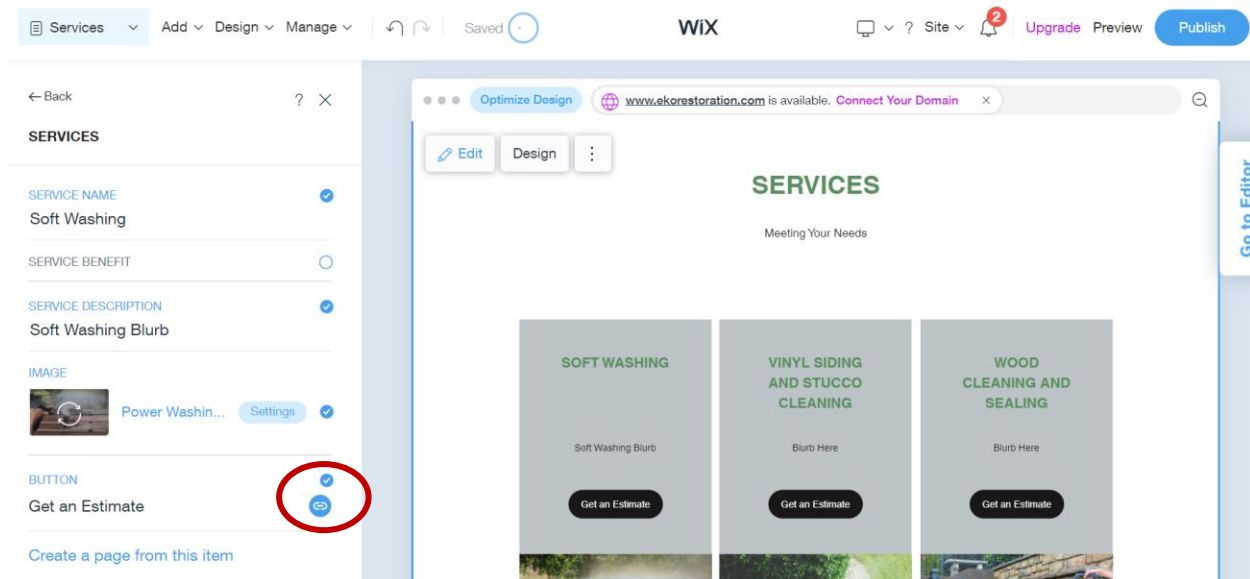 Services Add Design Manage Saved WiX ? Site 2 Upgrade Preview Publish
← Back ? ×
SERVICES
SERVICE NAME
Soft Washing
SERVICE BENEFIT
SERVICE DESCRIPTION
Soft Washing Blurb
IMAGE
Power Washin... Settings
BUTTON
Get an Estimate
Create a page from this item
Optimize Design www.ekorestoration.com is available. Connect Your Domain ×
Edit Design
SERVICES
Meeting Your Needs
SOFT WASHING
Soft Washing Blurb
Get an Estimate
VINYL SIDING
AND STUCCO
CLEANING
Blurb Here
Get an Estimate
WOOD
CLEANING AND
SEALING
Blurb Here
Get an Estimate
Go to Editor